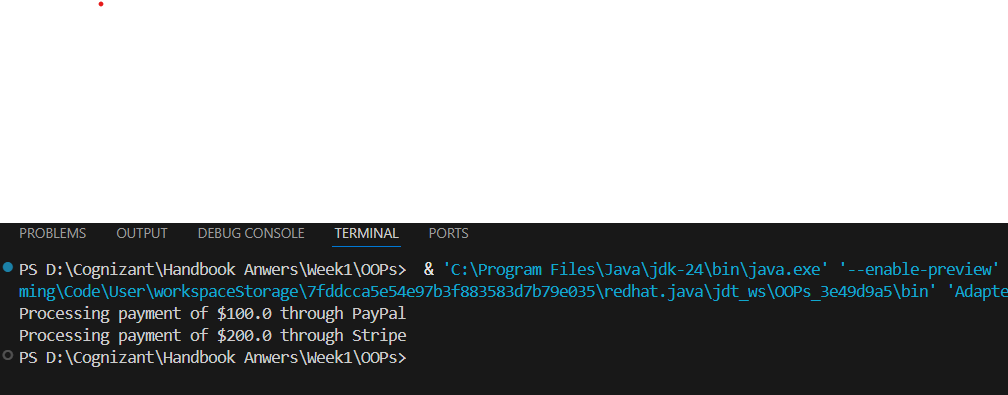 PROBLEMS OUTPUT DEBUG CONSOLE TERMINAL PORTS
PS D:\Cognizant\Handbook Anwers\Week1\OOPs>  & 'C:\Program Files\Java\jdk-24\bin\java.exe' '--enable-preview'
ming\Code\User\workspaceStorage\7fddcca5e54e97b3f883583d7b79e035\redhat.java\jdt_ws\OOPs_3e49d9a5\bin' 'Adapte
Processing payment of $100.0 through PayPal
Processing payment of $200.0 through Stripe
PS D:\Cognizant\Handbook Anwers\Week1\OOPs>